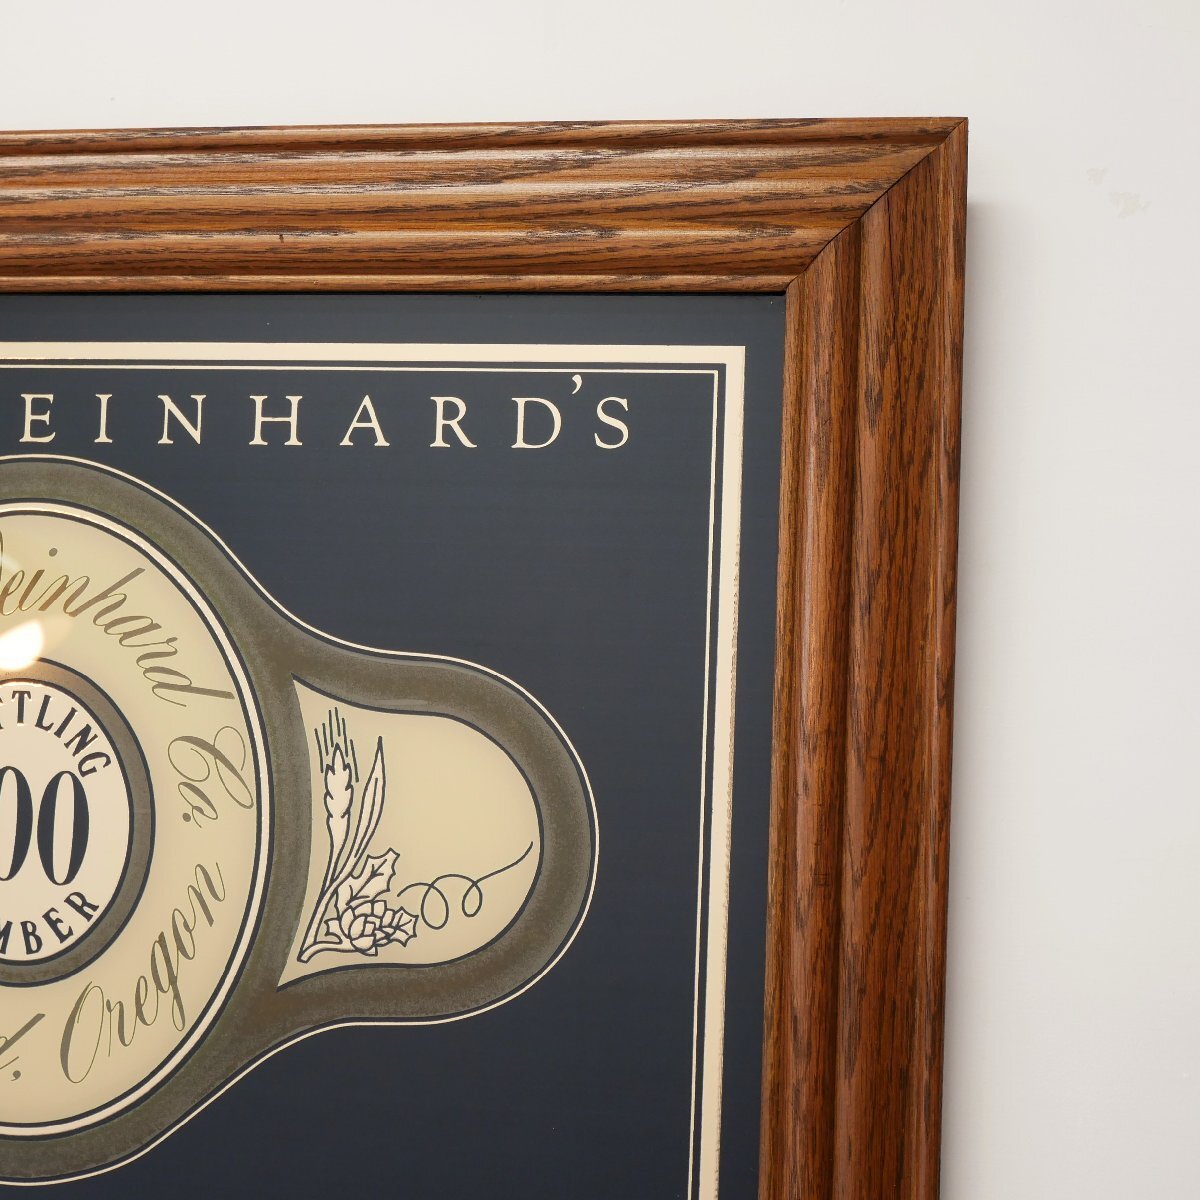 EINHARD'S
einhard Co.
TTLING
00
MBER
d, Oregon